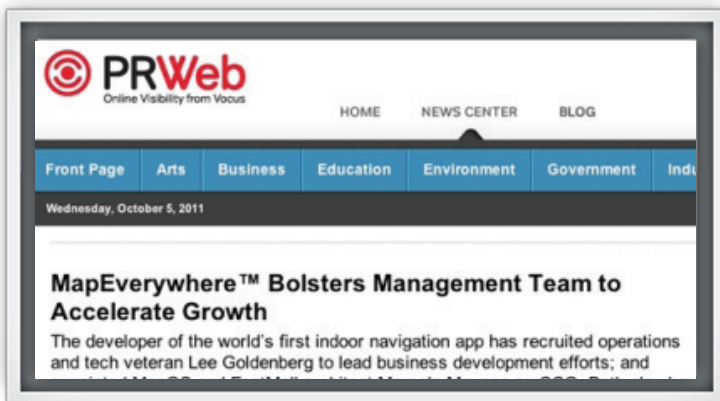 PRWeb
Online Visibility from Vocus
HOME NEWS CENTER BLOG
Front Page Arts Business Education Environment Government
Wednesday, October 5, 2011
MapEverywhere™ Bolsters Management Team to
Accelerate Growth
The developer of the world's first indoor navigation app has recruited operations
and tech veteran Lee Goldenberg to lead business development efforts; and